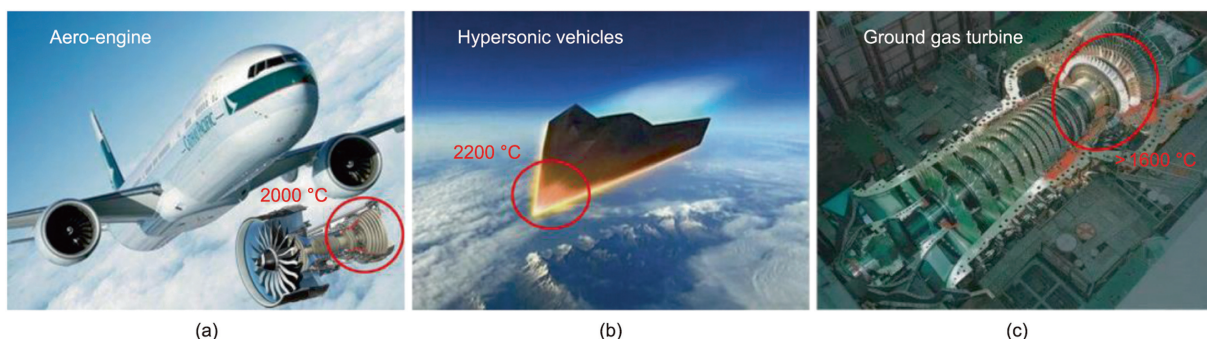 Aero-engine
2000 °C
(a)
Hypersonic vehicles
2200 °C
(b)
Ground gas turbine
>1600 °C
(c)